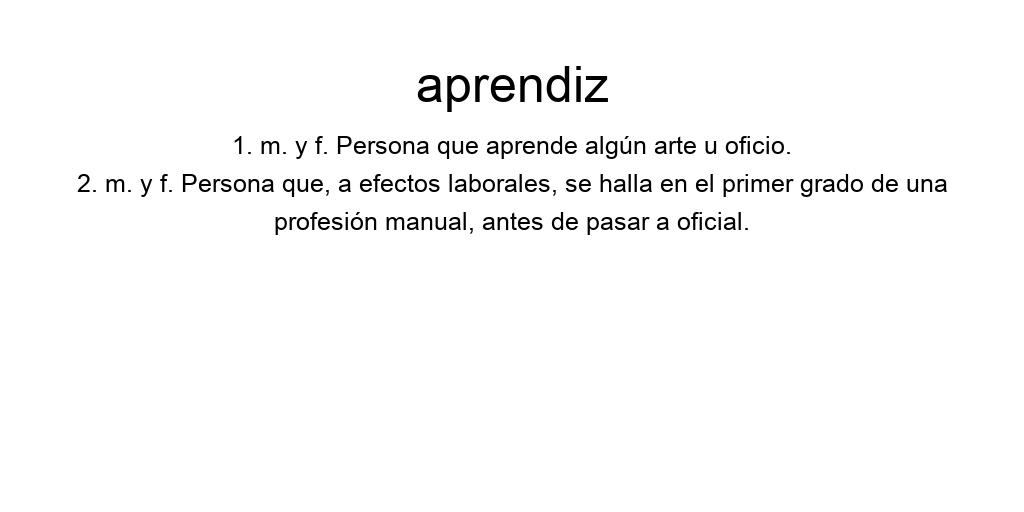 aprendiz
1. m. y f. Persona que aprende algún arte u oficio.
2. m. y f. Persona que, a efectos laborales, se halla en el primer grado de una
profesión manual, antes de pasar a oficial.